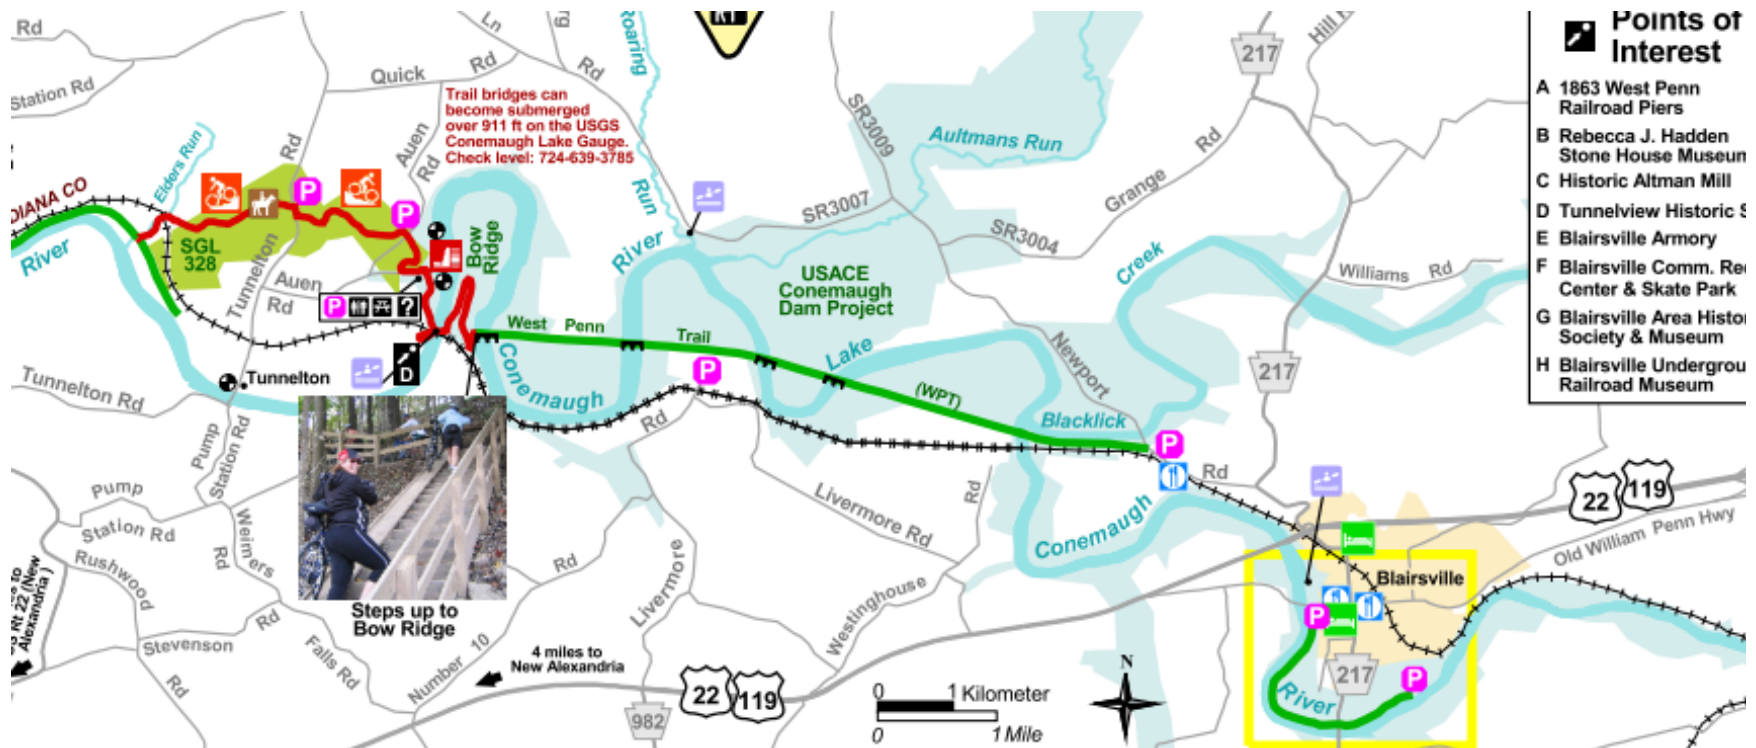 Rd
Station Rd
Elders Run
DIANA CO
River
SGL
328
Tunnelton
Rd
Auen
Rd
Quick
Rd
Ln
Rd
Auen
Rd
Trail bridges can
become submerged
over 911 ft on the USGS
Conemaugh Lake Gauge.
Check level: 724-639-3785
Roaring
Run
Bow
Ridge
River
P
P
P
?
D
Tunnelton
Tunnelton Rd
Pump
Station Rd
Pump
Station Rd
Rushwood
Rd
Weimers
Rd
Stevenson
Rd
Falls Rd
Rt 22 (New
Alexandria )
Steps up to
Bow Ridge
Number 10
Rd
4 miles to
New Alexandria
West Penn
Trail
(WPT)
Conemaugh
Lake
P
Rd
Livermore
Livermore Rd
Rd
Westinghouse
22
119
982
USACE
Conemaugh
Dam Project
SR3009
SR3007
SR3004
Aultmans Run
Grange
Rd
217
Hill
Creek
Williams Rd
Newport
Rd
217
Blacklick
P
Conemaugh
River
22
119
Old William Penn Hwy
Blairsville
P
P
217
N
0
1 Kilometer
0
1 Mile
Points of
Interest
A 1863 West Penn
Railroad Piers
B Rebecca J. Hadden
Stone House Museum
C Historic Altman Mill
D Tunnelview Historic S
E Blairsville Armory
F Blairsville Comm. Rec
Center & Skate Park
G Blairsville Area Histor
Society & Museum
H Blairsville Undergrou
Railroad Museum